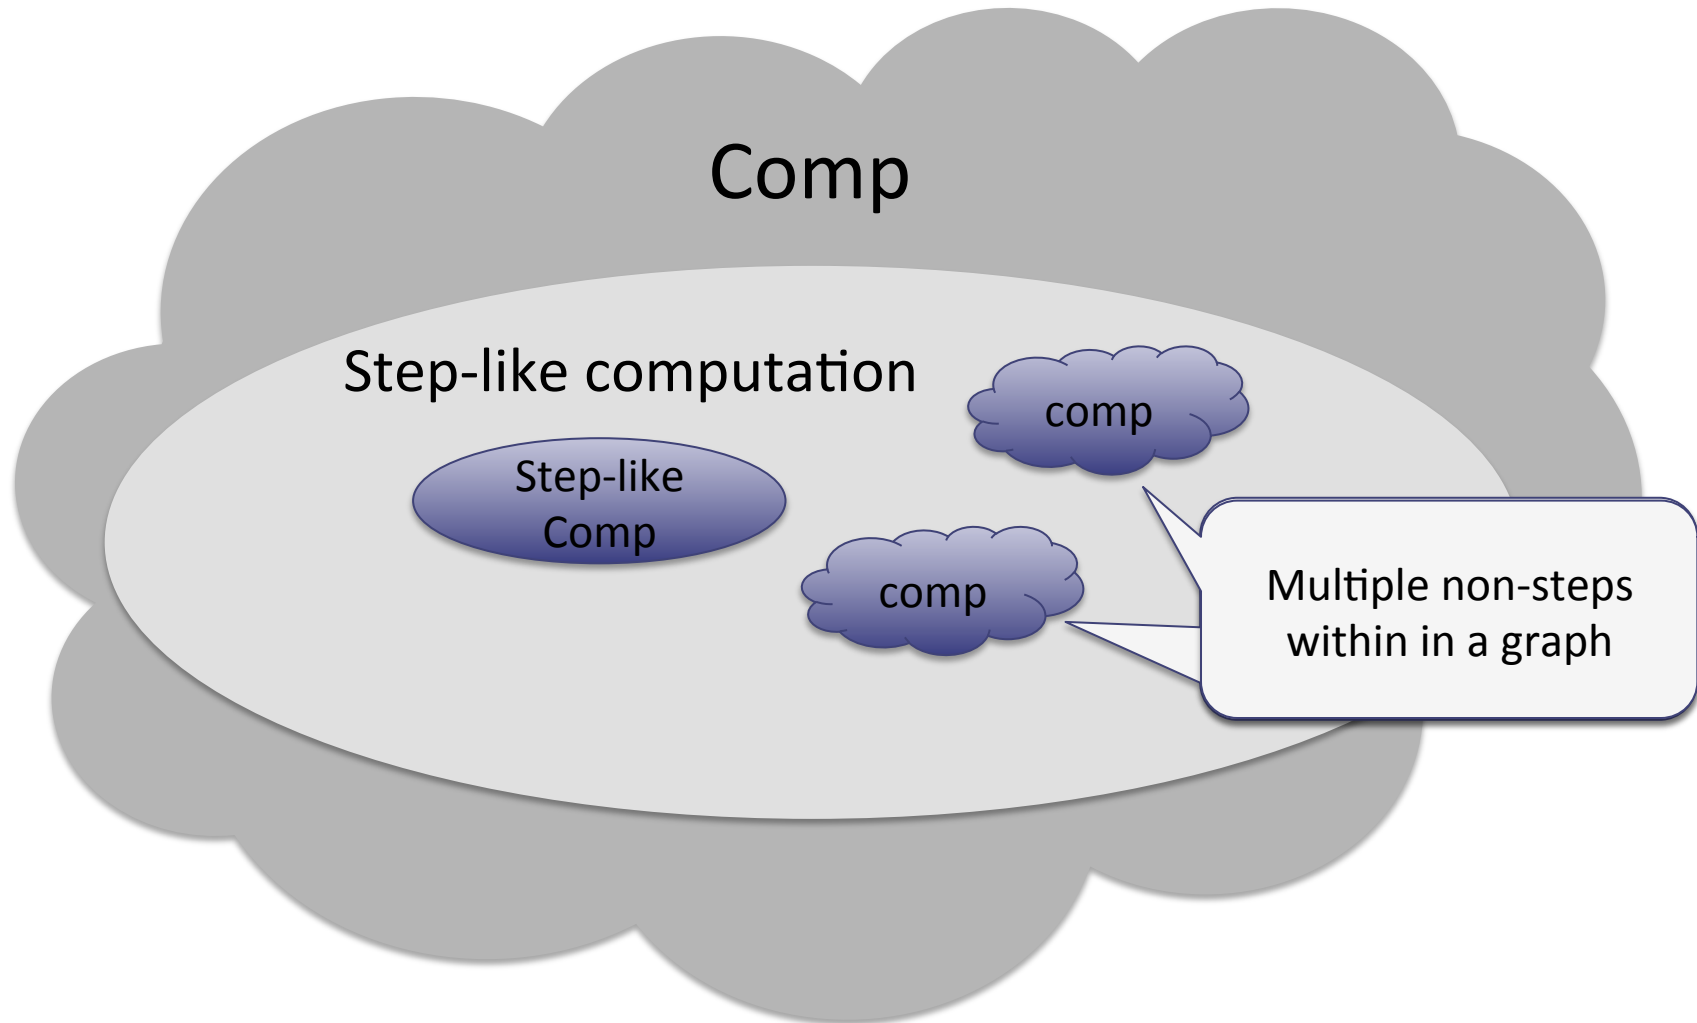 Comp
Step-like computation
comp
Step-like
Comp
comp
Multiple non-steps
within in a graph